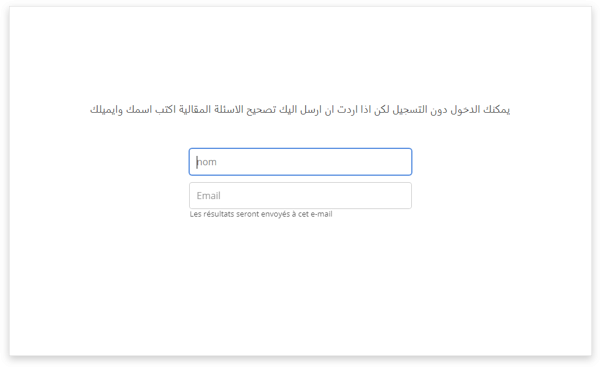 يمكنك الدخول دون التسجيل لكن اذا اردت ان ارسل اليك تصحيح الاسئلة المقالية اكتب اسمك وايميلك
nom
Email
Les résultats seront envoyés à cet e-mail